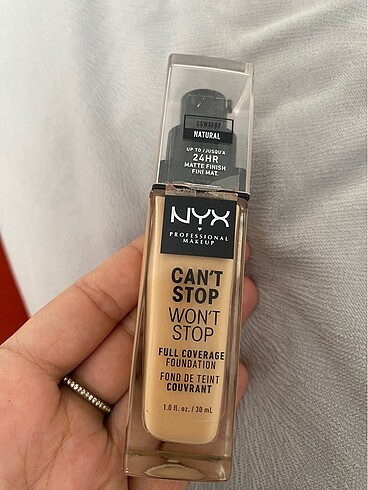 CSWSF07
NATURAL
UP TO / JUSQU'A
24HR
MATTE FINISH
FINI MAT
NYX
PROFESSIONAL
MAKEUP
CAN'T
STOP
WON'T
STOP
FULL COVERAGE
FOUNDATION
FOND DE TEINT
COUVRANT
1.0 fl. oz. / 30 mL